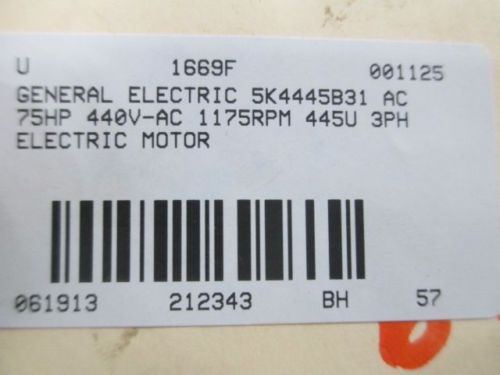 U 1669F 001125
GENERAL ELECTRIC 5K4445B31 AC
75HP 440V-AC 1175RPM 445U 3PH
ELECTRIC MOTOR
061913 212343 BH 57